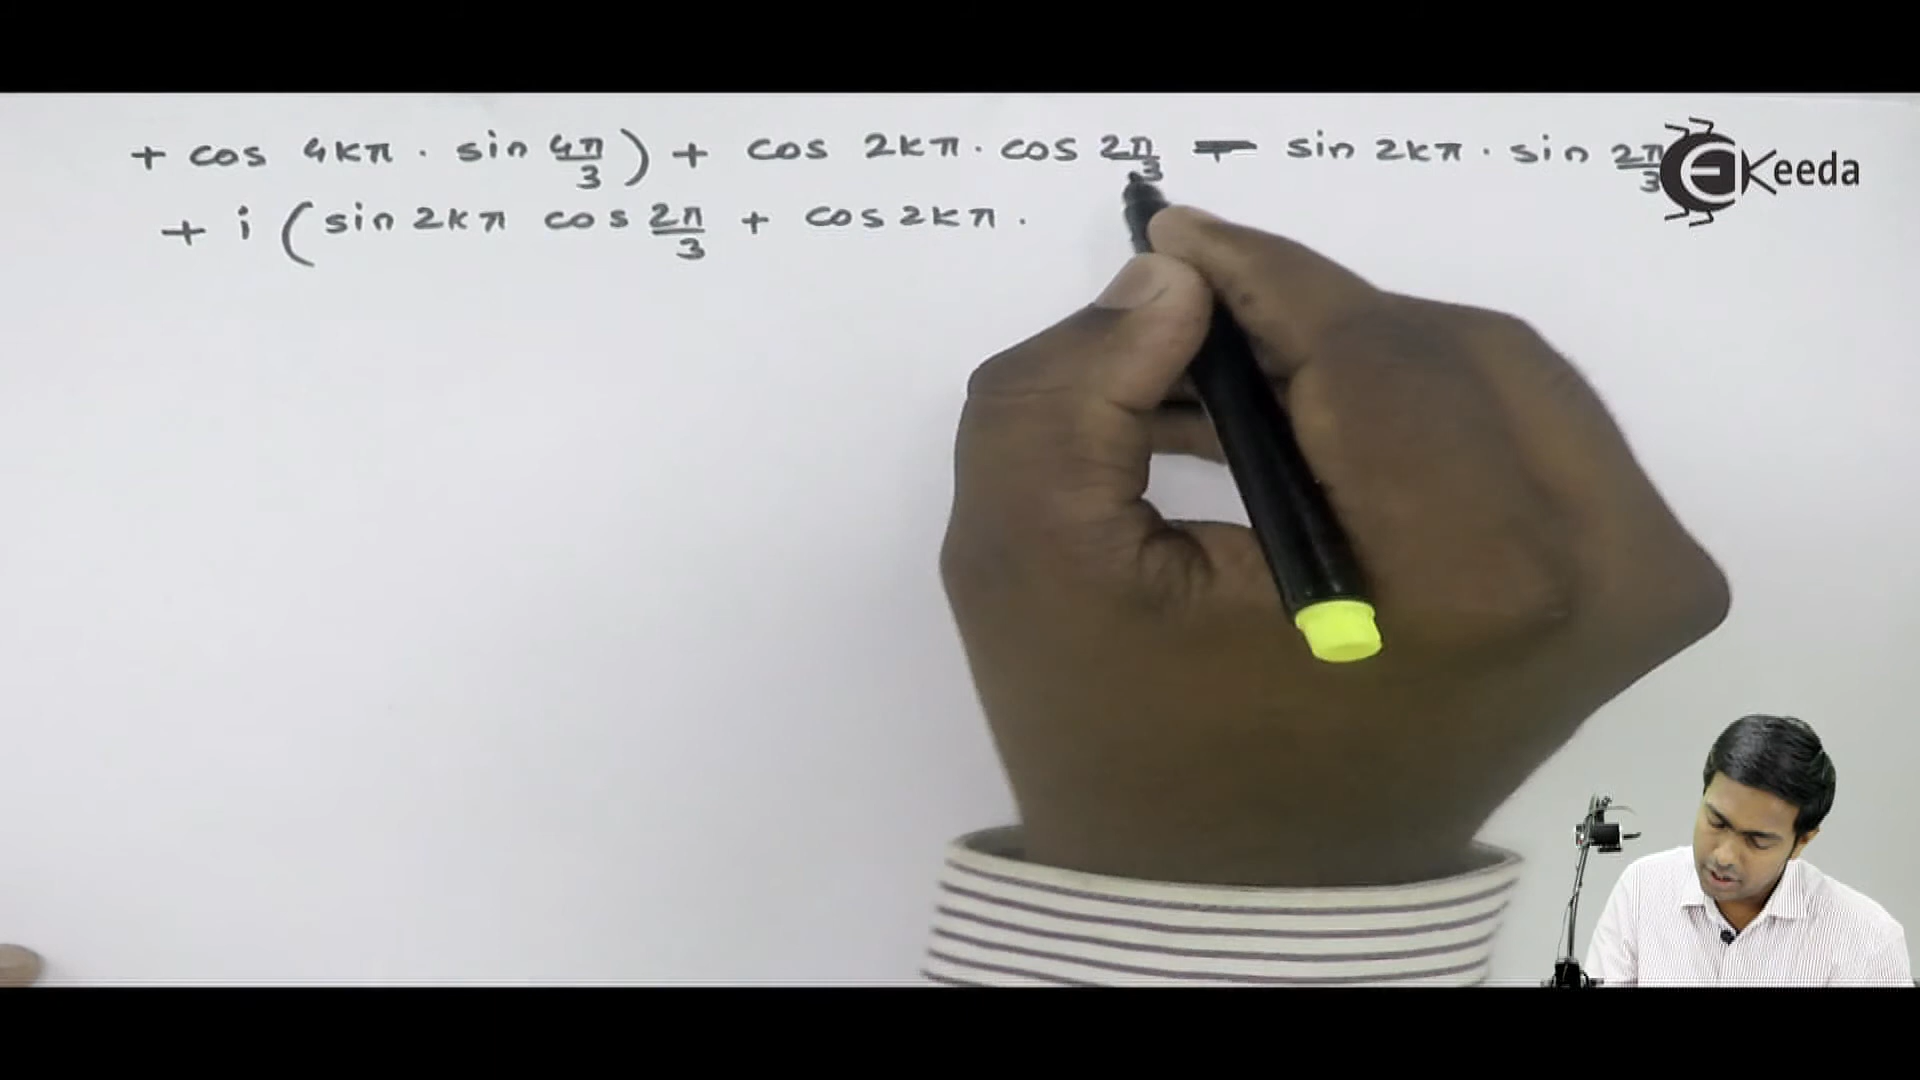 + cos 4kπ · sin 4π/3) + cos 2kπ · cos 2π/3 - sin 2kπ · sin 2π/3
+ i (sin 2kπ cos 2π/3 + cos 2kπ ·
EKeeda